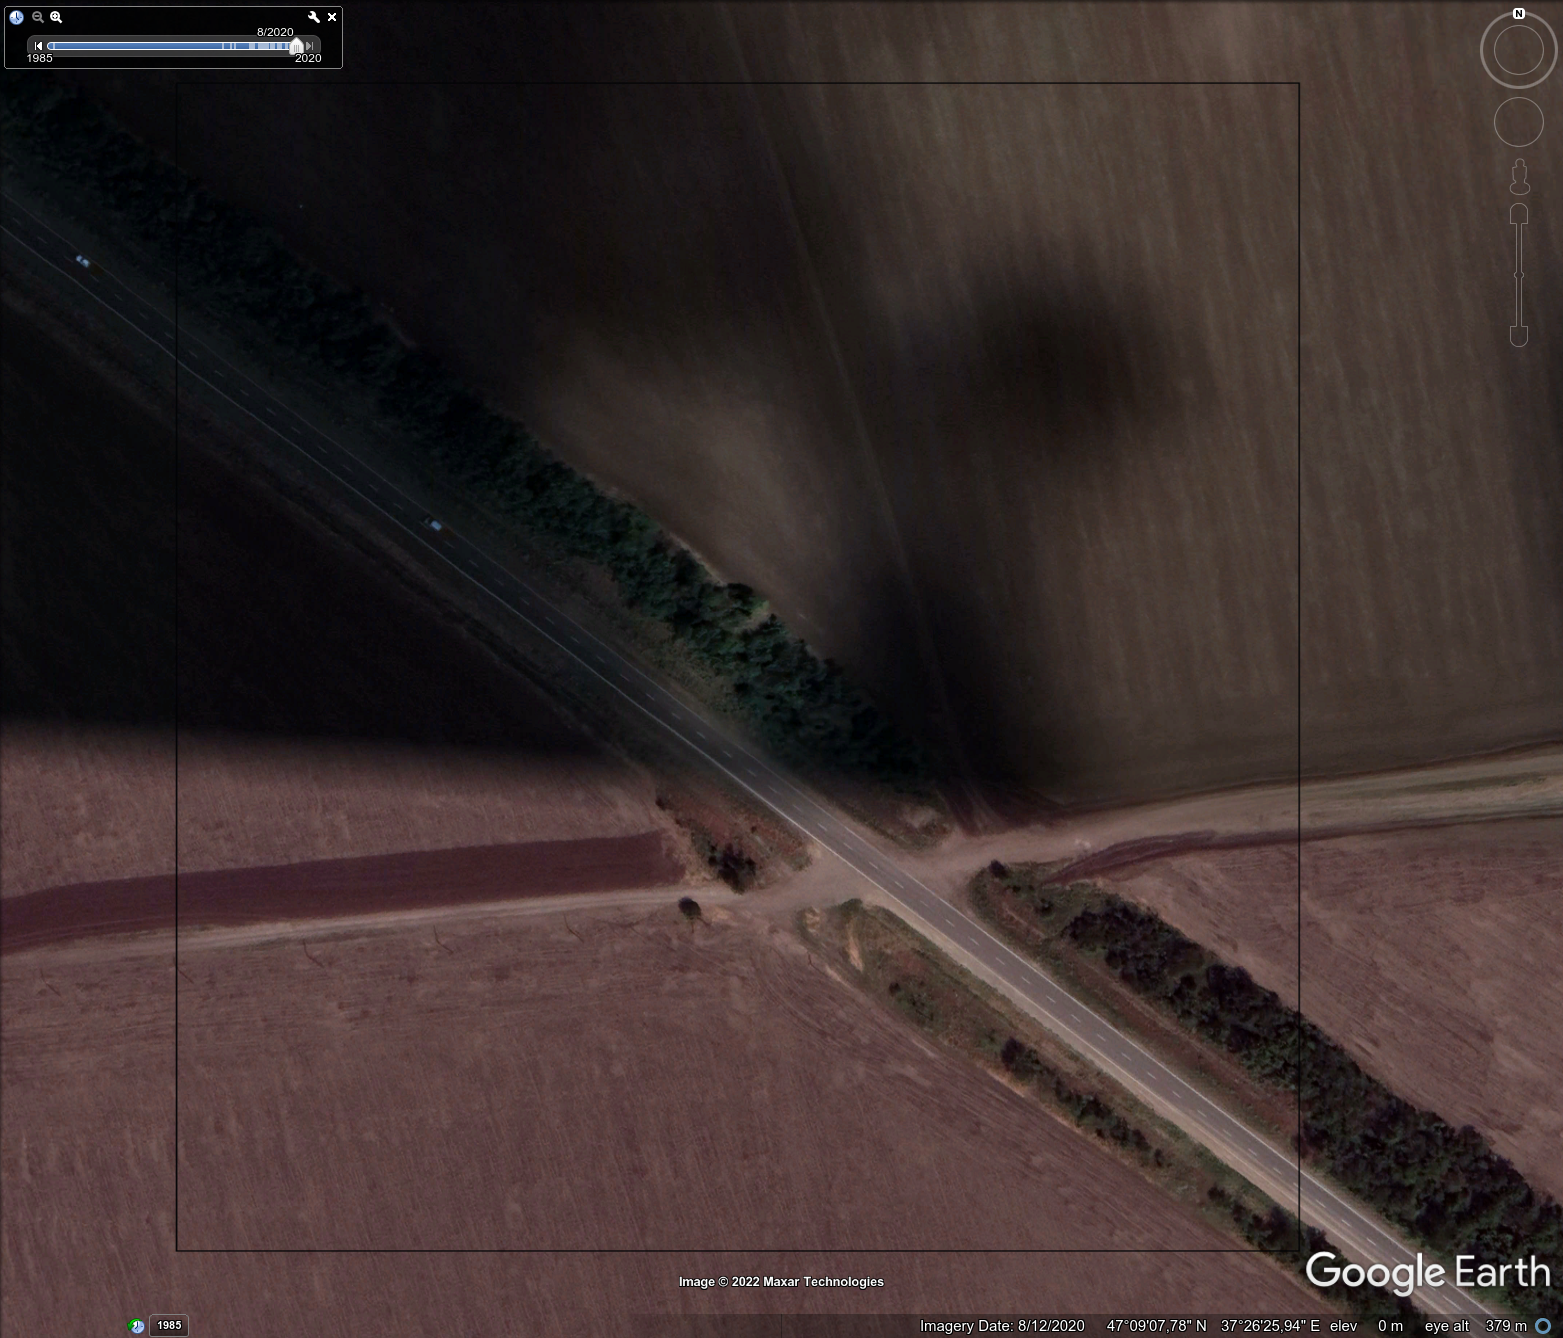 8/2020
1985
2020
N
Image © 2022 Maxar Technologies
Google Earth
1985
Imagery Date: 8/12/2020 47°09'07,78" N 37°26'25,94" E elev 0 m eye alt 379 m